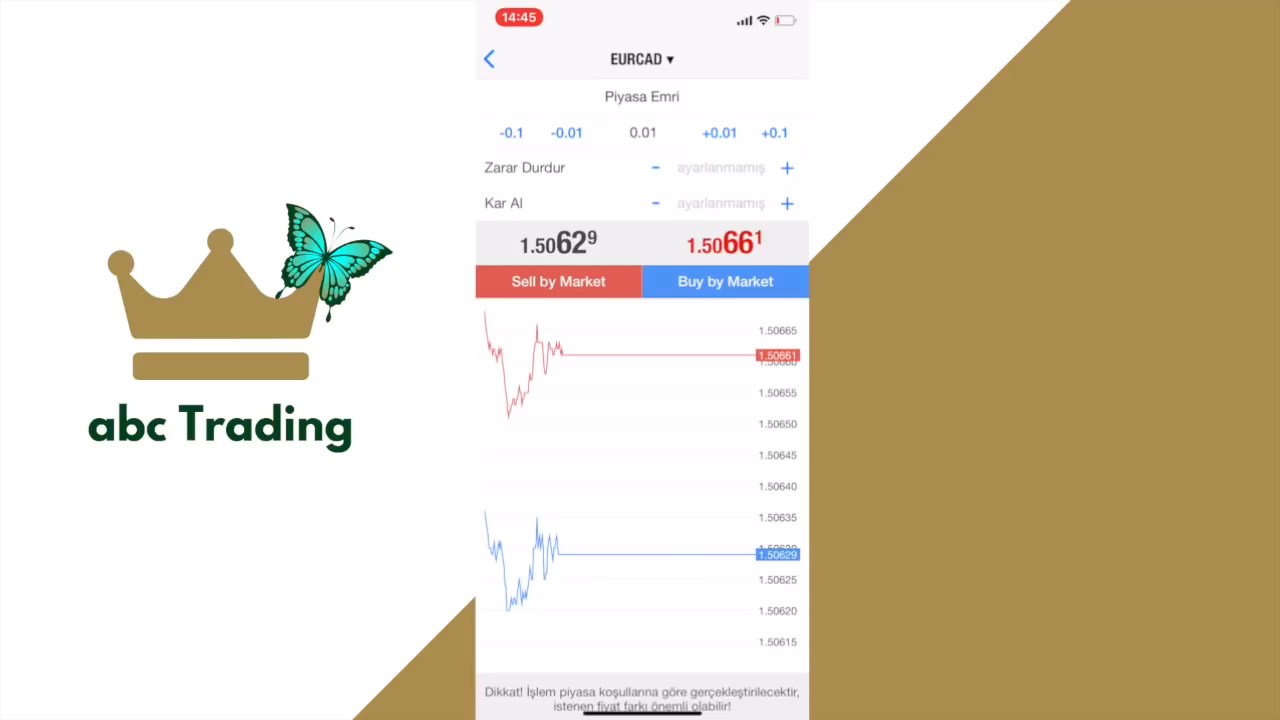 14:45
EURCAD ▾
Piyasa Emri
-0.1 -0.01 0.01 +0.01 +0.1
Zarar Durdur - ayarlanmamış +
Kar Al - ayarlanmamış +
1.50629 1.50661
Sell by Market Buy by Market
1.50665
1.50661
1.50655
1.50650
1.50645
1.50640
1.50635
1.50629
1.50625
1.50620
1.50615
Dikkat! İşlem piyasa koşullarına göre gerçekleştirilecektir,
istenen fiyat farkı önemli olabilir!
abc Trading